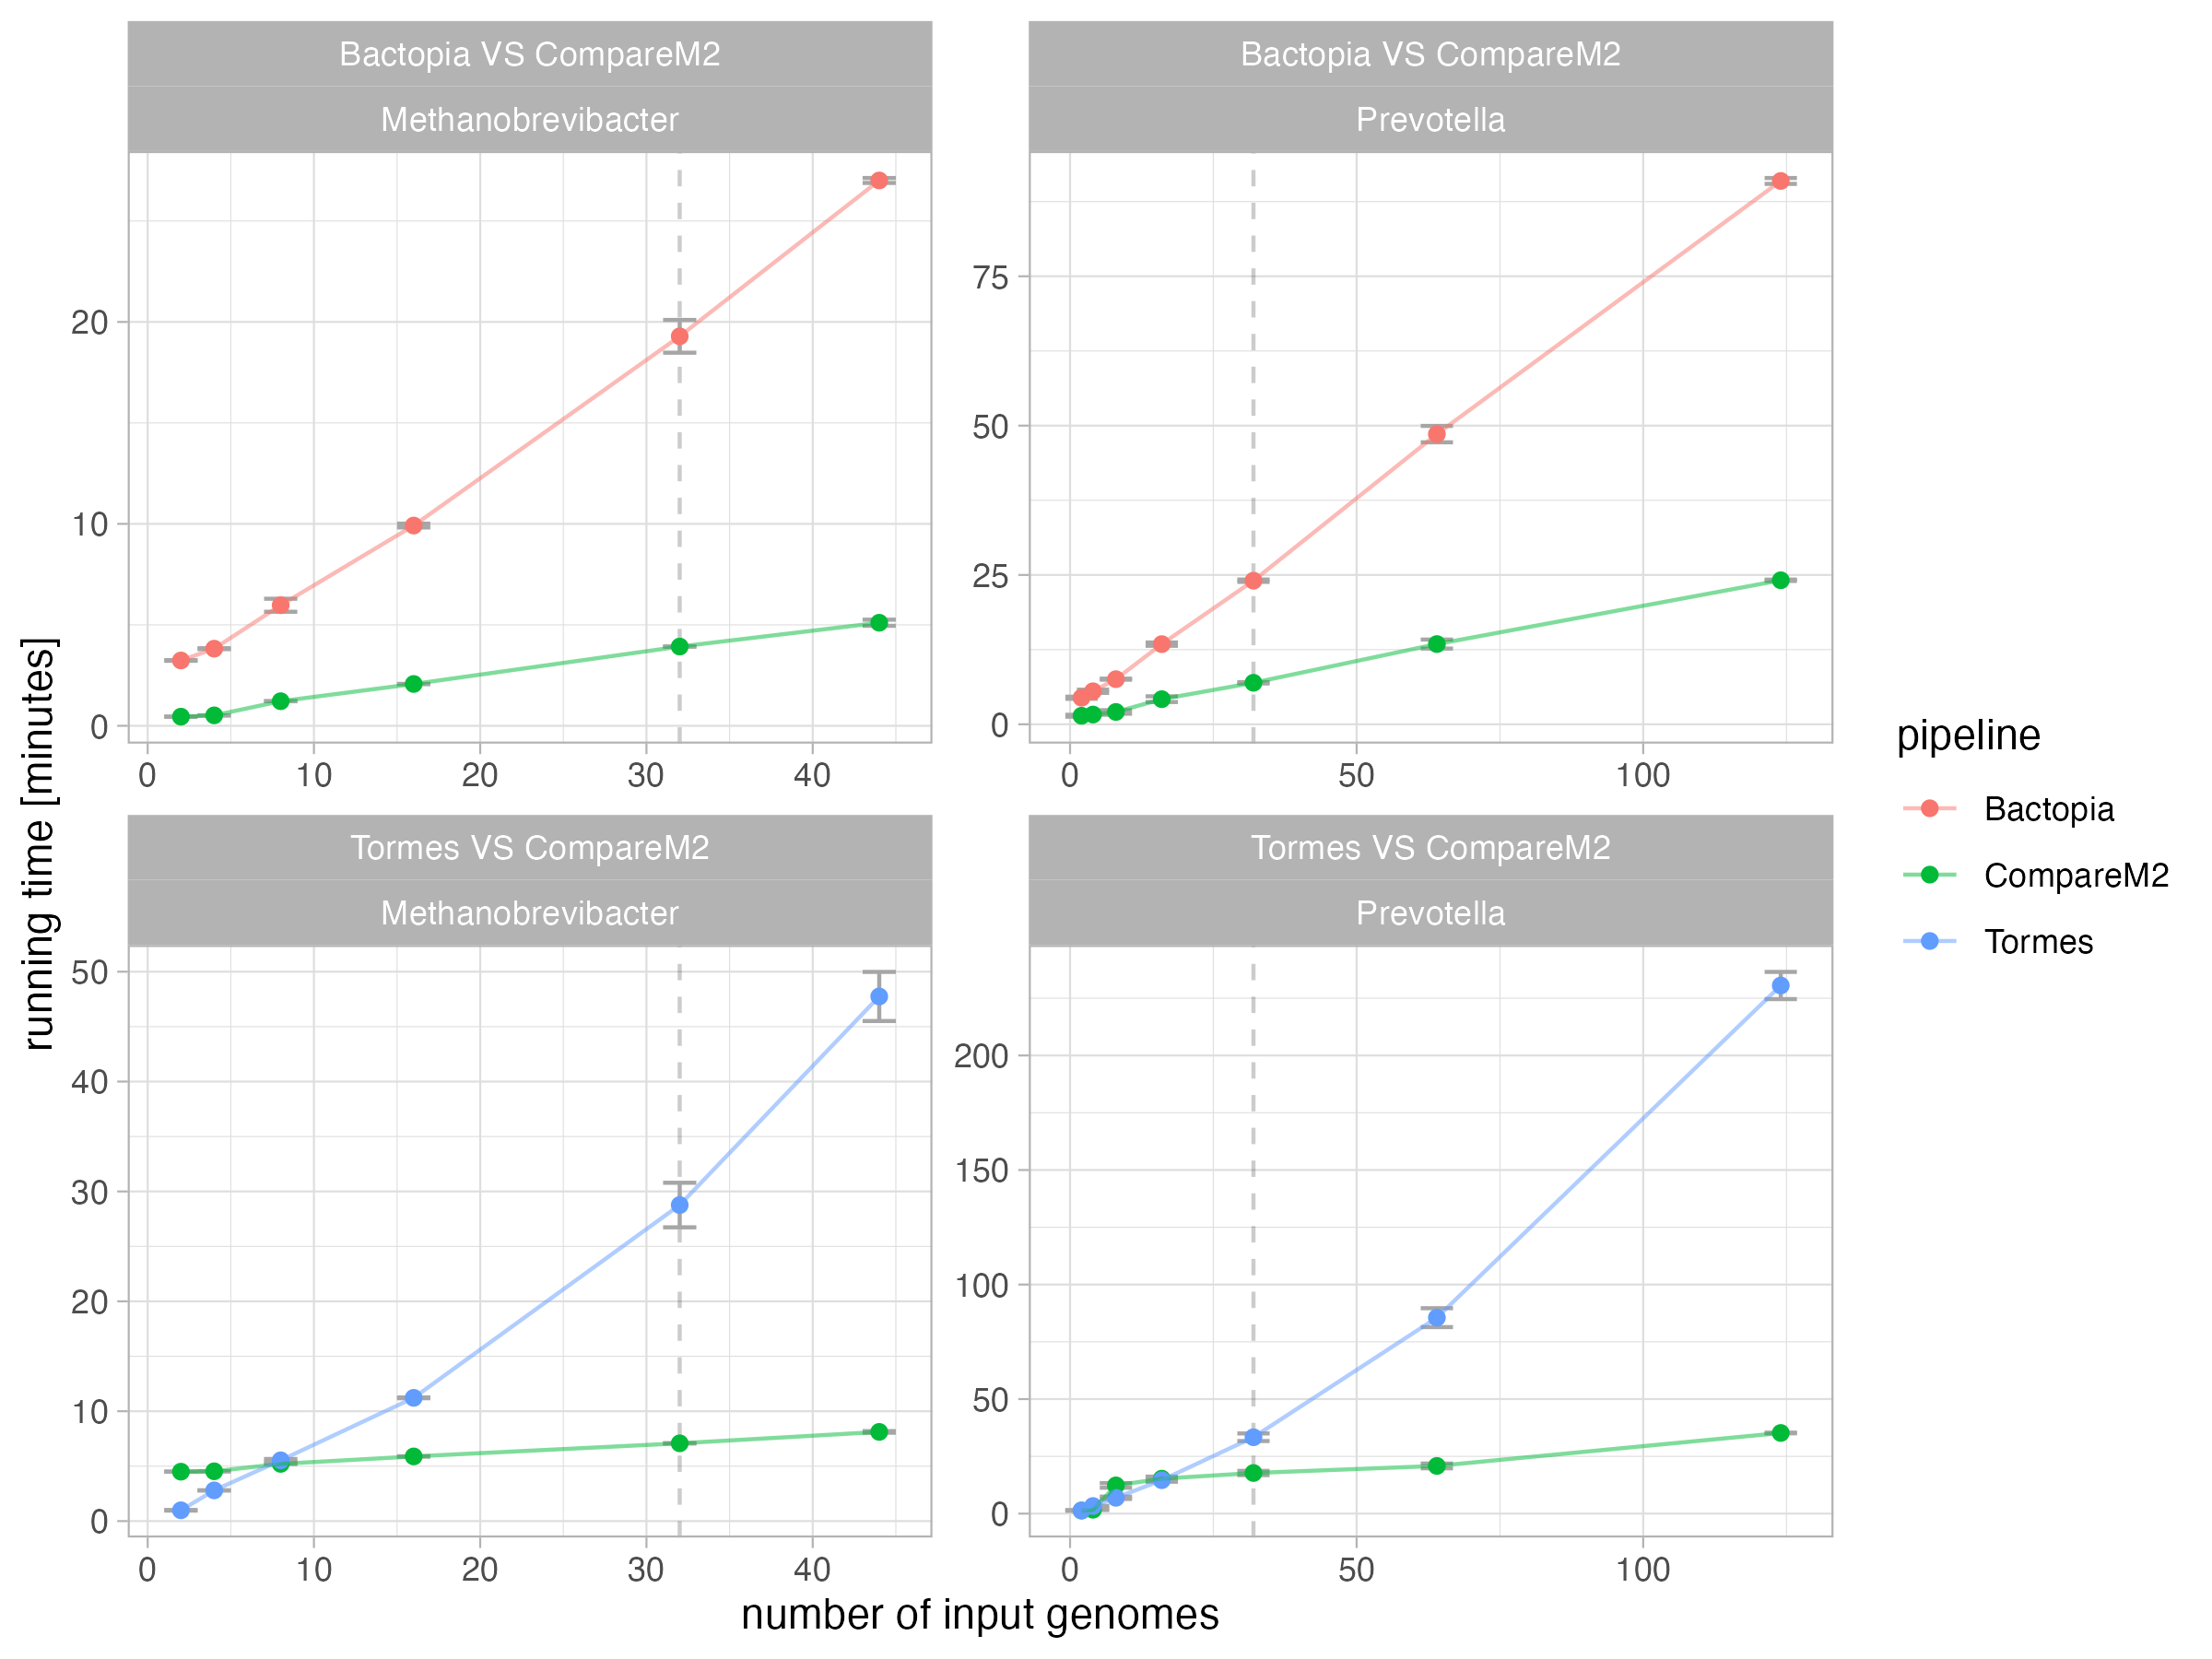 Bactopia VS CompareM2
Methanobrevibacter
20
10
0
0 10 20 30 40
Bactopia VS CompareM2
Prevotella
75
50
25
0
0 50 100
Tormes VS CompareM2
Methanobrevibacter
50
40
30
20
10
0
0 10 20 30 40
Tormes VS CompareM2
Prevotella
200
150
100
50
0
0 50 100
running time [minutes]
number of input genomes
pipeline
Bactopia
CompareM2
Tormes